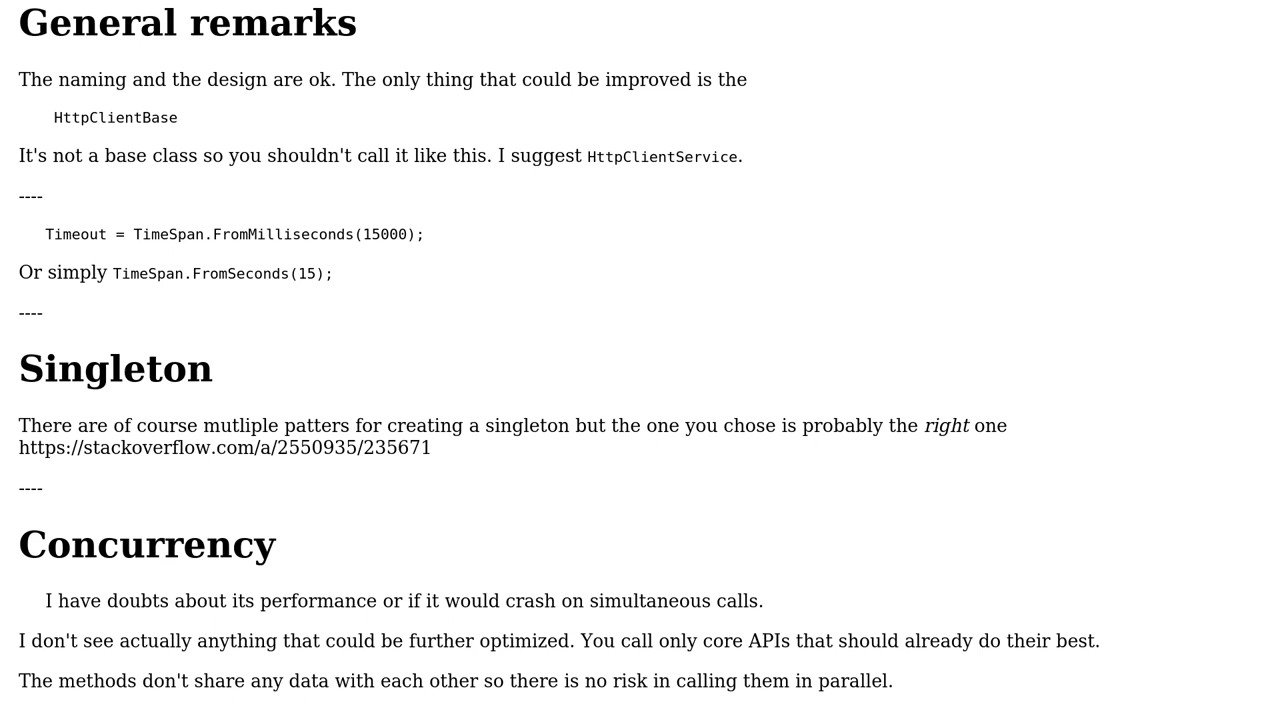 General remarks
The naming and the design are ok. The only thing that could be improved is the
HttpClientBase
It's not a base class so you shouldn't call it like this. I suggest HttpClientService.
----
Timeout = TimeSpan.FromMilliseconds(15000);
Or simply TimeSpan.FromSeconds(15);
----
Singleton
There are of course mutliple patters for creating a singleton but the one you chose is probably the right one
https://stackoverflow.com/a/2550935/235671
----
Concurrency
I have doubts about its performance or if it would crash on simultaneous calls.
I don't see actually anything that could be further optimized. You call only core APIs that should already do their best.
The methods don't share any data with each other so there is no risk in calling them in parallel.